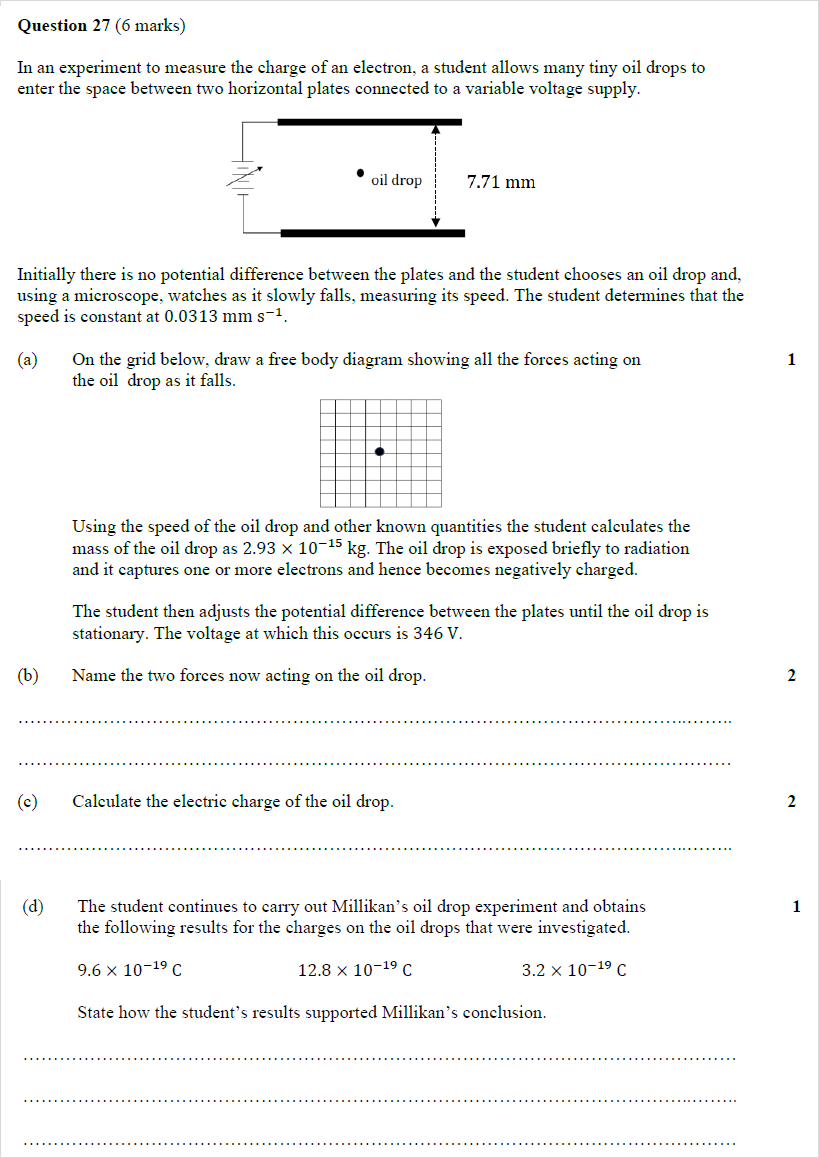 Question 27 (6 marks)
In an experiment to measure the charge of an electron, a student allows many tiny oil drops to
enter the space between two horizontal plates connected to a variable voltage supply.
oil drop
7.71 mm
Initially there is no potential difference between the plates and the student chooses an oil drop and,
using a microscope, watches as it slowly falls, measuring its speed. The student determines that the
speed is constant at 0.0313 mm s⁻¹.
(a) On the grid below, draw a free body diagram showing all the forces acting on 1
the oil drop as it falls.
Using the speed of the oil drop and other known quantities the student calculates the
mass of the oil drop as 2.93 × 10⁻¹⁵ kg. The oil drop is exposed briefly to radiation
and it captures one or more electrons and hence becomes negatively charged.
The student then adjusts the potential difference between the plates until the oil drop is
stationary. The voltage at which this occurs is 346 V.
(b) Name the two forces now acting on the oil drop. 2
(c) Calculate the electric charge of the oil drop. 2
(d) The student continues to carry out Millikan's oil drop experiment and obtains 1
the following results for the charges on the oil drops that were investigated.
9.6 × 10⁻¹⁹ C 12.8 × 10⁻¹⁹ C 3.2 × 10⁻¹⁹ C
State how the student's results supported Millikan's conclusion.